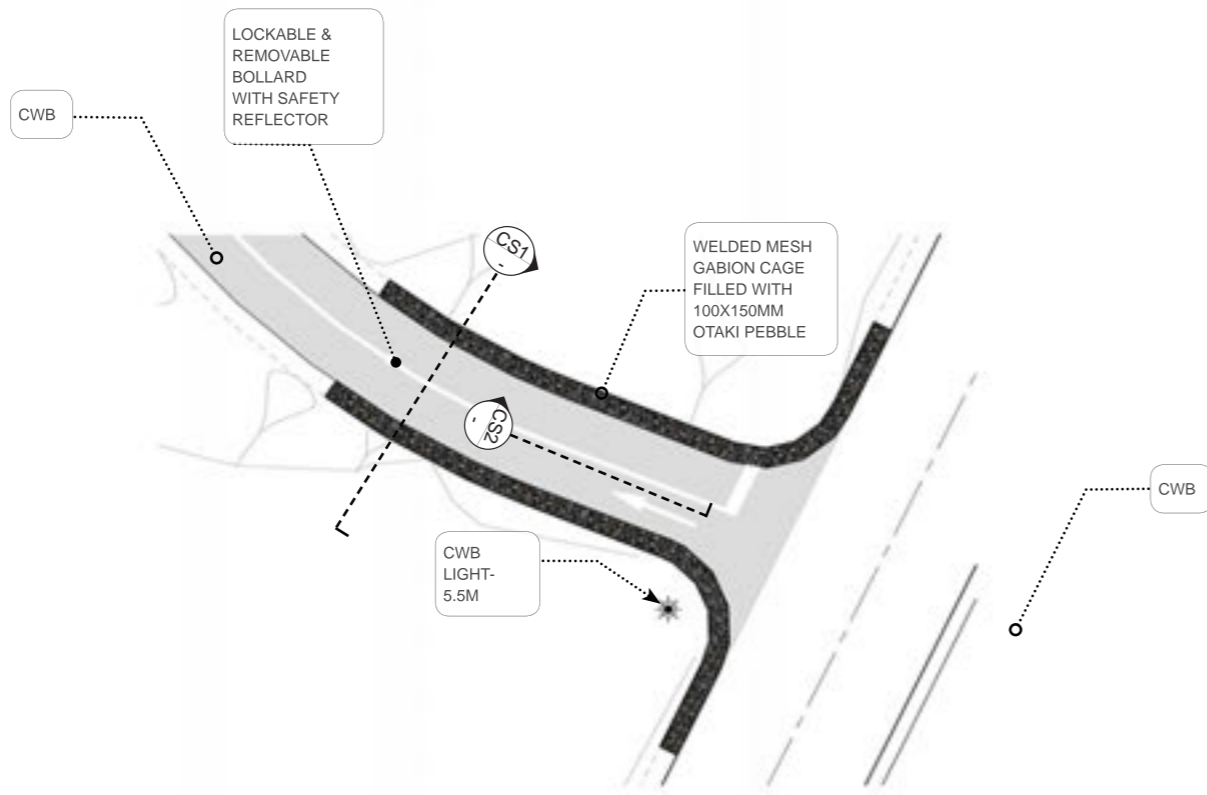 LOCKABLE &
REMOVABLE
BOLLARD
WITH SAFETY
REFLECTOR
CWB
CS1
-
WELDED MESH
GABION CAGE
FILLED WITH
100X150MM
OTAKI PEBBLE
CS2
-
CWB
CWB
LIGHT-
5.5M